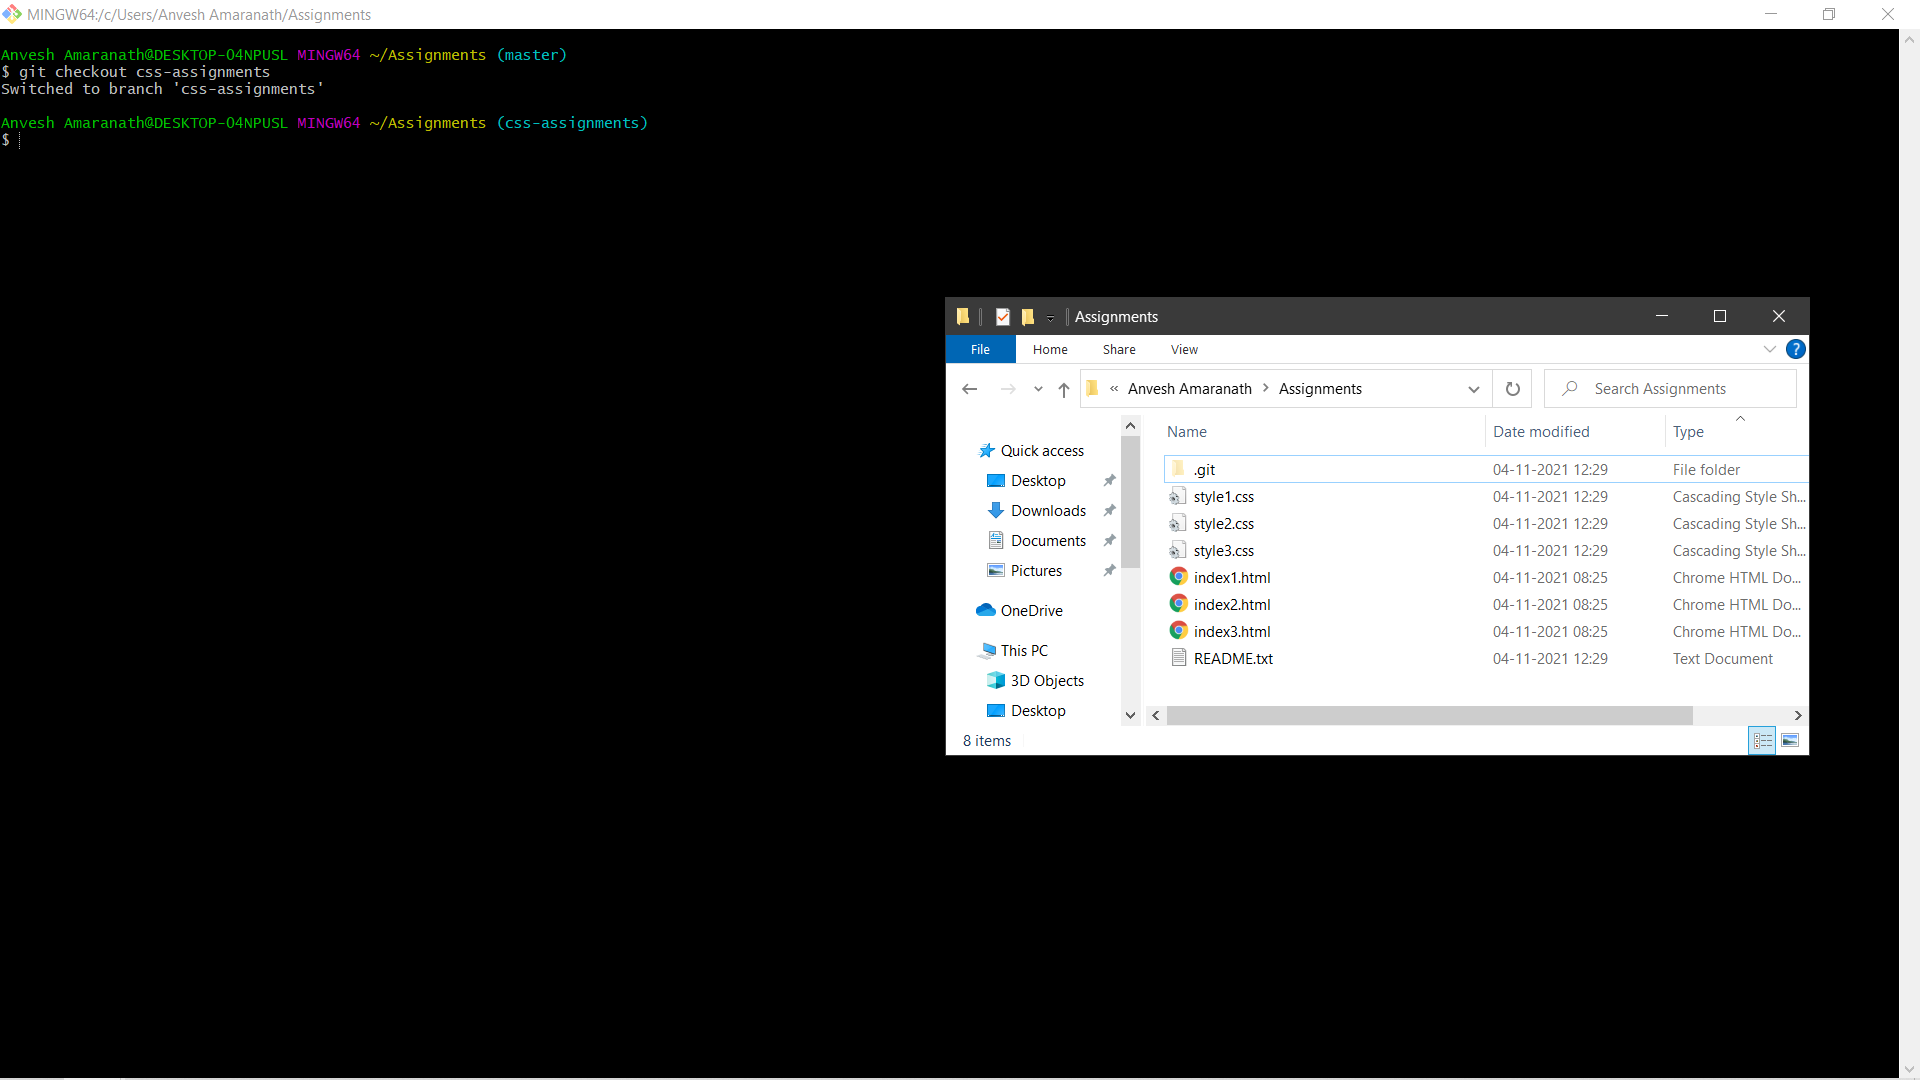 MINGW64:/c/Users/Anvesh Amaranath/Assignments
Anvesh Amaranath@DESKTOP-O4NPUSL MINGW64 ~/Assignments (master)
$ git checkout css-assignments
Switched to branch 'css-assignments'
Anvesh Amaranath@DESKTOP-O4NPUSL MINGW64 ~/Assignments (css-assignments)
$
Assignments
File Home Share View ?
« Anvesh Amaranath > Assignments Search Assignments
Name Date modified Type
Quick access
Desktop
Downloads
Documents
Pictures
OneDrive
This PC
3D Objects
Desktop
.git 04-11-2021 12:29 File folder
style1.css 04-11-2021 12:29 Cascading Style Sh...
style2.css 04-11-2021 12:29 Cascading Style Sh...
style3.css 04-11-2021 12:29 Cascading Style Sh...
index1.html 04-11-2021 08:25 Chrome HTML Do...
index2.html 04-11-2021 08:25 Chrome HTML Do...
index3.html 04-11-2021 08:25 Chrome HTML Do...
README.txt 04-11-2021 12:29 Text Document
8 items